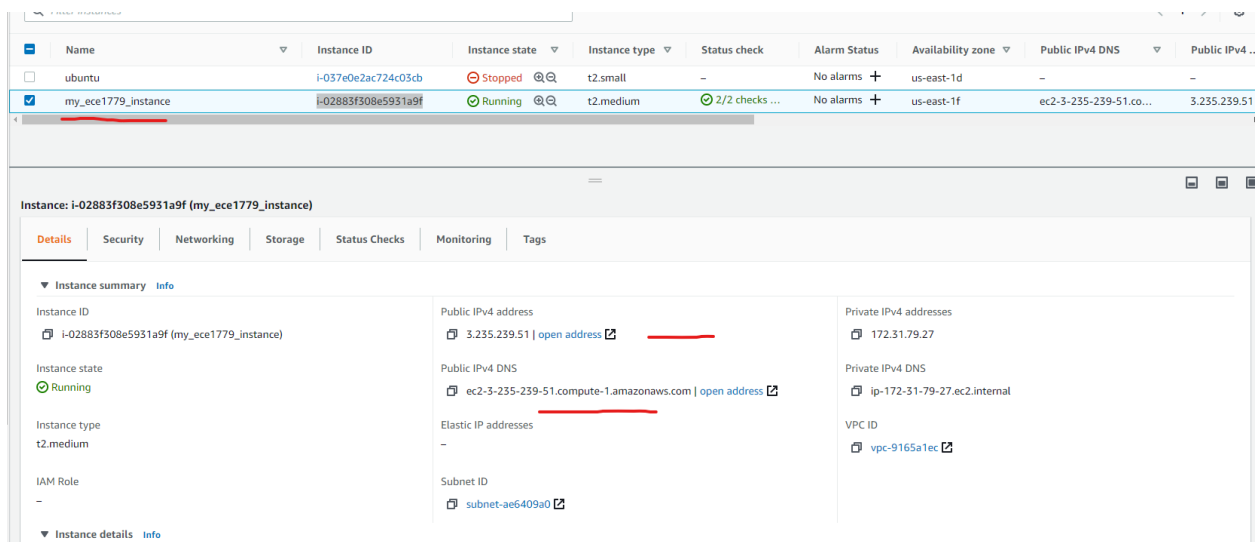 Name Instance ID Instance state Instance type Status check Alarm Status Availability zone Public IPv4 DNS Public IPv4 ...
ubuntu i-037e0e2ac724c03cb Stopped t2.small – No alarms + us-east-1d – –
my_ece1779_instance i-02883f308e5931a9f Running t2.medium 2/2 checks ... No alarms + us-east-1f ec2-3-235-239-51.co... 3.235.239.51
Instance: i-02883f308e5931a9f (my_ece1779_instance)
Details Security Networking Storage Status Checks Monitoring Tags
Instance summary Info
Instance ID Public IPv4 address Private IPv4 addresses
i-02883f308e5931a9f (my_ece1779_instance) 3.235.239.51 | open address 172.31.79.27
Instance state Public IPv4 DNS Private IPv4 DNS
Running ec2-3-235-239-51.compute-1.amazonaws.com | open address ip-172-31-79-27.ec2.internal
Instance type Elastic IP addresses VPC ID
t2.medium – vpc-9165a1ec
IAM Role Subnet ID
– subnet-ae6409a0
Instance details Info